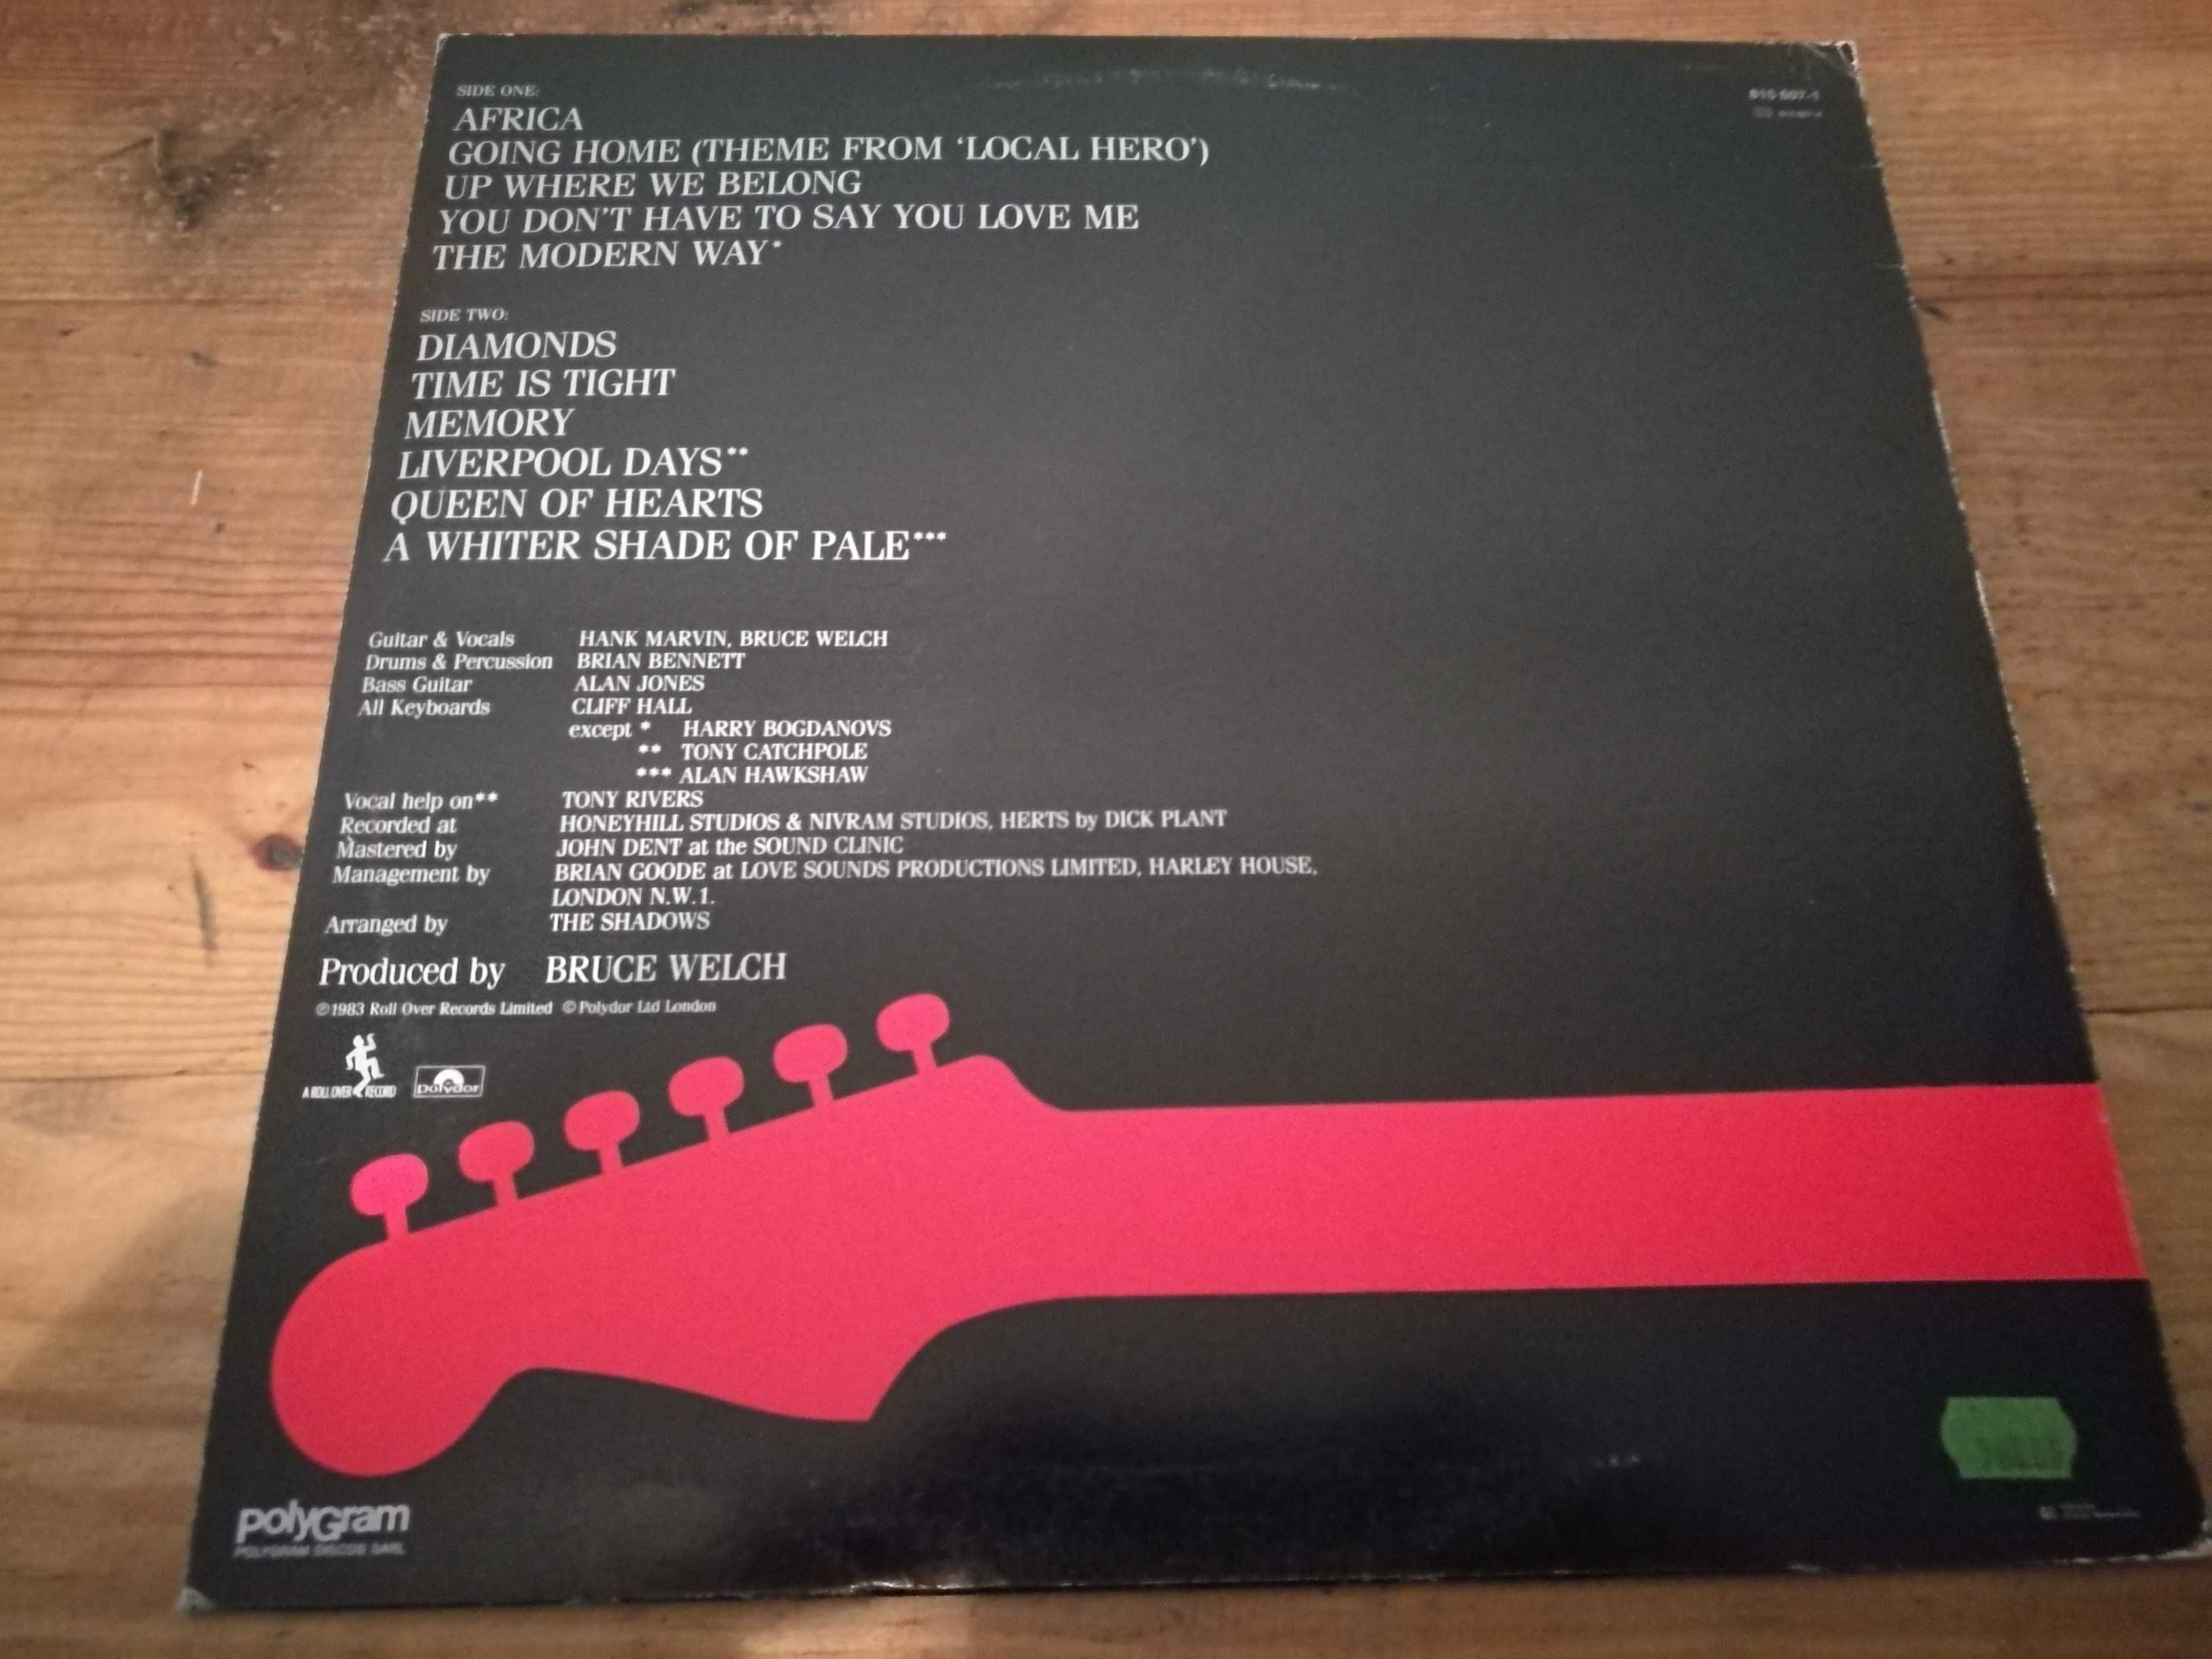 SIDE ONE:
AFRICA
GOING HOME (THEME FROM ‘LOCAL HERO’)
UP WHERE WE BELONG
YOU DON'T HAVE TO SAY YOU LOVE ME
THE MODERN WAY*
SIDE TWO:
DIAMONDS
TIME IS TIGHT
MEMORY
LIVERPOOL DAYS**
QUEEN OF HEARTS
A WHITER SHADE OF PALE***
Guitar & Vocals HANK MARVIN, BRUCE WELCH
Drums & Percussion BRIAN BENNETT
Bass Guitar ALAN JONES
All Keyboards CLIFF HALL
except * HARRY BOGDANOVS
** TONY CATCHPOLE
*** ALAN HAWKSHAW
Vocal help on** TONY RIVERS
Recorded at HONEYHILL STUDIOS & NIVRAM STUDIOS, HERTS by DICK PLANT
Mastered by JOHN DENT at the SOUND CLINIC
Management by BRIAN GOODE at LOVE SOUNDS PRODUCTIONS LIMITED, HARLEY HOUSE,
LONDON N.W.1.
Arranged by THE SHADOWS
Produced by BRUCE WELCH
℗1983 Roll Over Records Limited © Polydor Ltd London
A ROLL OVER RECORD
polydor
polyGram
POLYGRAM DISCOS SARL